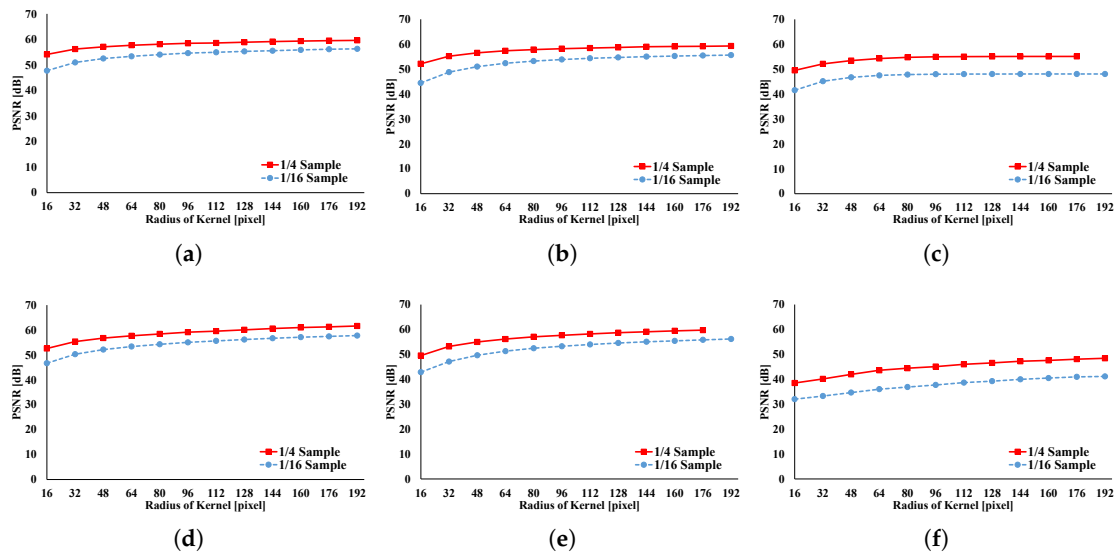 70
60
50
40
30
20
10
0
PSNR [dB]
1/4 Sample
1/16 Sample
16 32 48 64 80 96 112 128 144 160 176 192
Radius of Kernel [pixel]
(a)
70
60
50
40
30
20
10
0
PSNR [dB]
1/4 Sample
1/16 Sample
16 32 48 64 80 96 112 128 144 160 176 192
Radius of Kernel [pixel]
(b)
70
60
50
40
30
20
10
0
PSNR [dB]
1/4 Sample
1/16 Sample
16 32 48 64 80 96 112 128 144 160 176 192
Radius of Kernel [pixel]
(c)
70
60
50
40
30
20
10
0
PSNR [dB]
1/4 Sample
1/16 Sample
16 32 48 64 80 96 112 128 144 160 176 192
Radius of Kernel [pixel]
(d)
70
60
50
40
30
20
10
0
PSNR [dB]
1/4 Sample
1/16 Sample
16 32 48 64 80 96 112 128 144 160 176 192
Radius of Kernel [pixel]
(e)
70
60
50
40
30
20
10
0
PSNR [dB]
1/4 Sample
1/16 Sample
16 32 48 64 80 96 112 128 144 160 176 192
Radius of Kernel [pixel]
(f)